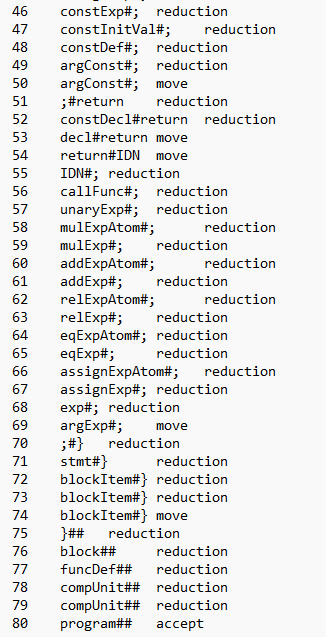 46 constExp#; reduction
47 constInitVal#; reduction
48 constDef#; reduction
49 argConst#; reduction
50 argConst#; move
51 ;#return reduction
52 constDecl#return reduction
53 decl#return move
54 return#IDN move
55 IDN#; reduction
56 callFunc#; reduction
57 unaryExp#; reduction
58 mulExpAtom#; reduction
59 mulExp#; reduction
60 addExpAtom#; reduction
61 addExp#; reduction
62 relExpAtom#; reduction
63 relExp#; reduction
64 eqExpAtom#; reduction
65 eqExp#; reduction
66 assignExpAtom#; reduction
67 assignExp#; reduction
68 exp#; reduction
69 argExp#; move
70 ;#} reduction
71 stmt#} reduction
72 blockItem#} reduction
73 blockItem#} reduction
74 blockItem#} move
75 }## reduction
76 block## reduction
77 funcDef## reduction
78 compUnit## reduction
79 compUnit## reduction
80 program## accept